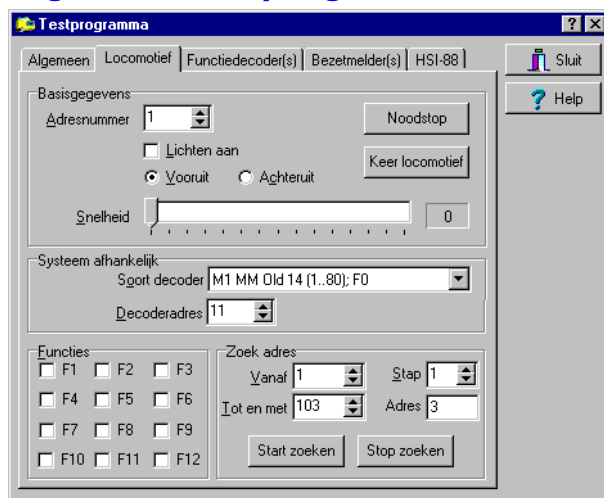 Testprogramma
Algemeen Locomotief Functiedecoder(s) Bezetmelder(s) HSI-88
Sluit
Help
Basisgegevens
Adresnummer 1
Noodstop
Lichten aan
Keer locomotief
Vooruit Achteruit
Snelheid 0
Systeem afhankelijk
Soort decoder M1 MM Old 14 (1..80); F0
Decoderadres 11
Functies
F1 F2 F3
F4 F5 F6
F7 F8 F9
F10 F11 F12
Zoek adres
Vanaf 1 Stap 1
Tot en met 103 Adres 3
Start zoeken Stop zoeken